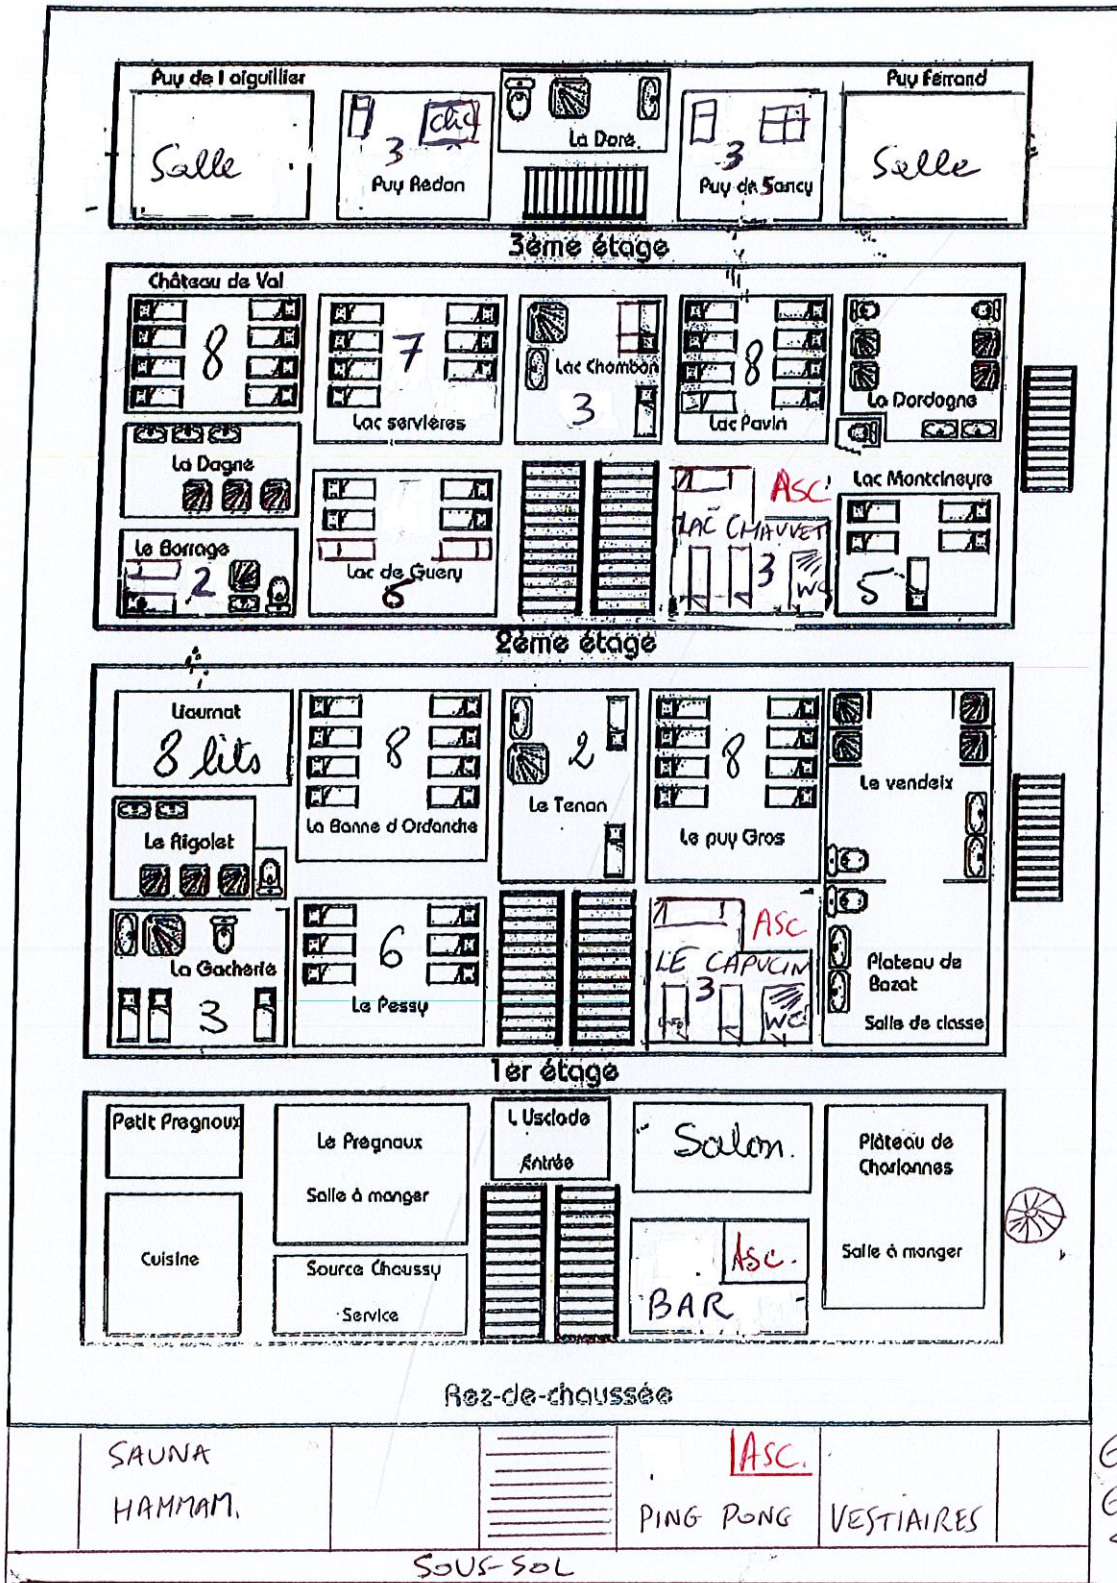 Puy de l aiguillier
Salle
3
clic
Puy Redon
La Dore
3
Puy de Sancy
Puy Ferrand
Salle
3ème étage
Château de Val
8
7
Lac servières
Lac Chambon
3
8
Lac Pavin
La Dordogne
La Dagne
Le Barrage
2
Lac de Guery
6
ASC.
LAC CHAUVET
3
WC
Lac Montcineyre
5
2ème étage
Liournat
8 lits
8
La Banne d Ordanche
2
Le Tenon
8
Le puy Gros
Le vendeix
Le Rigolet
La Gacherie
3
6
Le Pessy
ASC
LE CAPUCIN
3
WC
Plateau de
Bozat
Salle de classe
1er étage
Petit Pregnoux
Le Pregnoux
Salle à manger
L Usclade
Entrée
Salon.
Plâteau de
Charlannes
Salle à manger
Cuisine
Source Chaussy
Service
ASC.
BAR
Rez-de-chaussée
SAUNA
HAMMAM.
ASC.
PING PONG
VESTIAIRES
SOUS-SOL